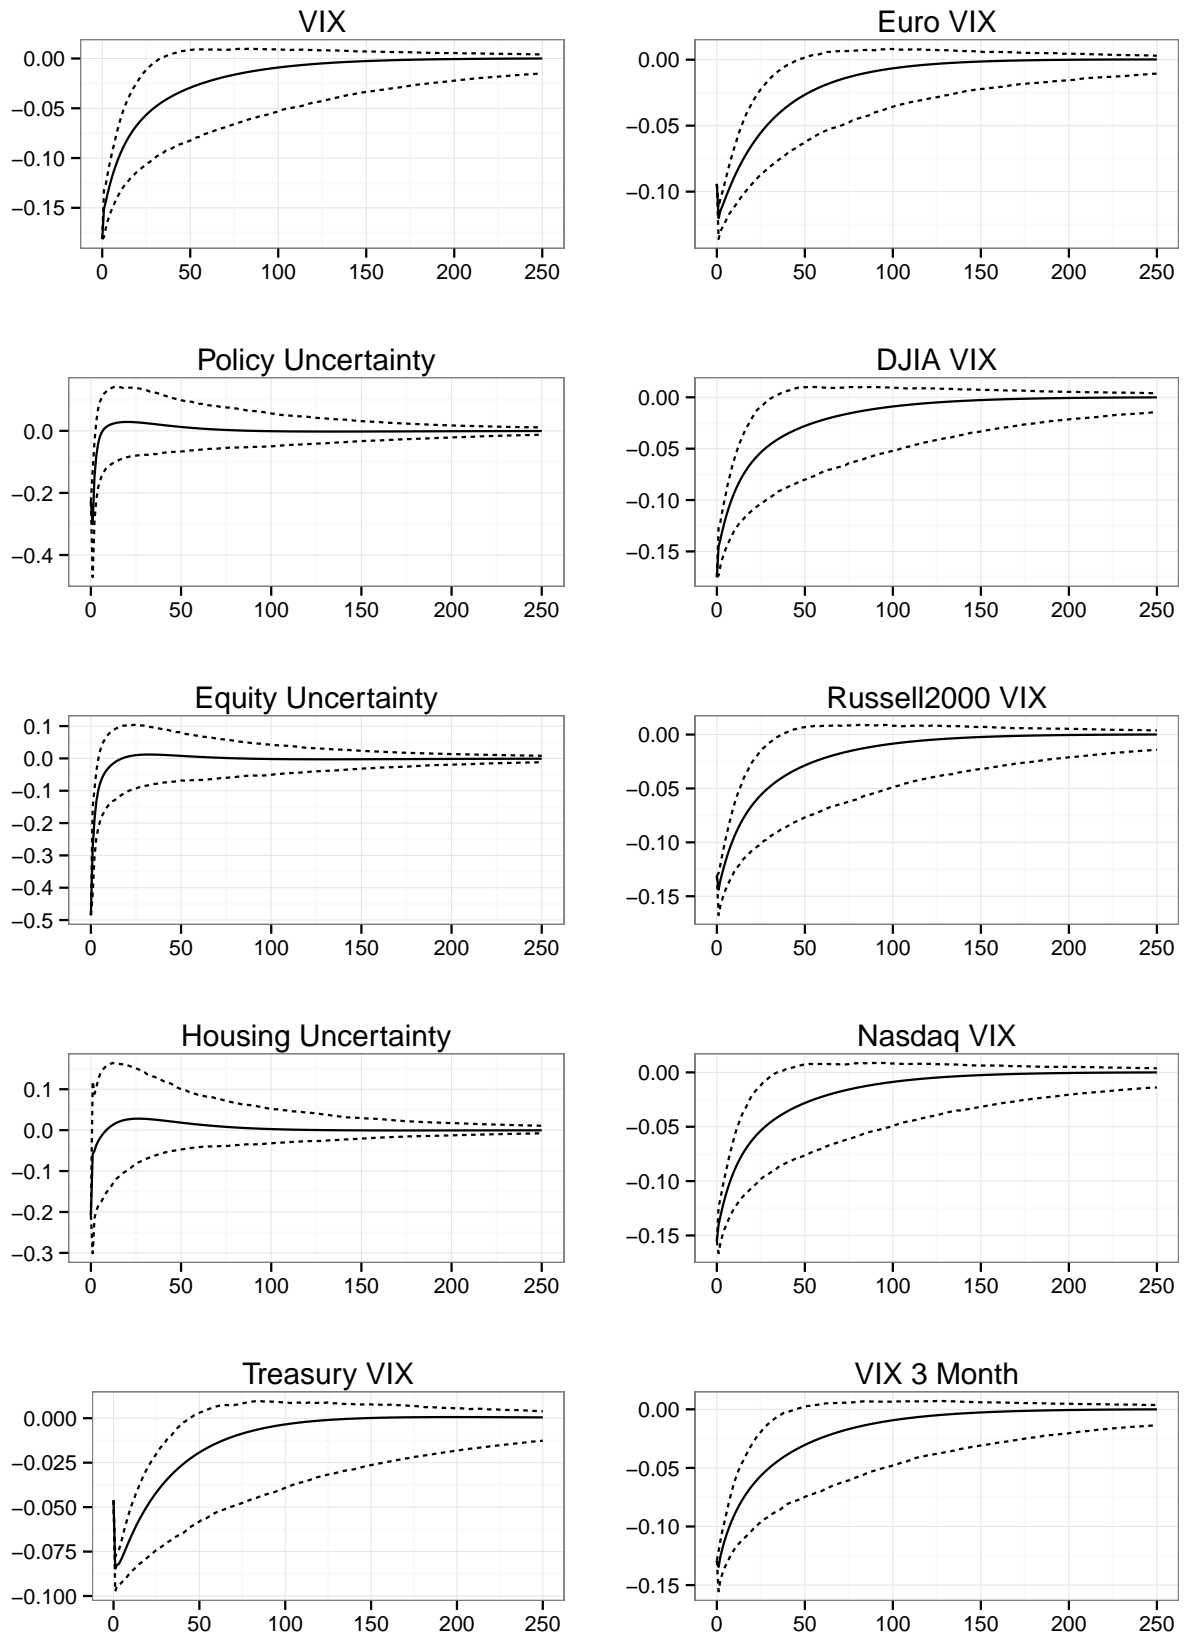 VIX
0.00
−0.05
−0.10
−0.15
0 50 100 150 200 250
Euro VIX
0.00
−0.05
−0.10
0 50 100 150 200 250
Policy Uncertainty
0.0
−0.2
−0.4
0 50 100 150 200 250
DJIA VIX
0.00
−0.05
−0.10
−0.15
0 50 100 150 200 250
Equity Uncertainty
0.1
0.0
−0.1
−0.2
−0.3
−0.4
−0.5
0 50 100 150 200 250
Russell2000 VIX
0.00
−0.05
−0.10
−0.15
0 50 100 150 200 250
Housing Uncertainty
0.1
0.0
−0.1
−0.2
−0.3
0 50 100 150 200 250
Nasdaq VIX
0.00
−0.05
−0.10
−0.15
0 50 100 150 200 250
Treasury VIX
0.000
−0.025
−0.050
−0.075
−0.100
0 50 100 150 200 250
VIX 3 Month
0.00
−0.05
−0.10
−0.15
0 50 100 150 200 250